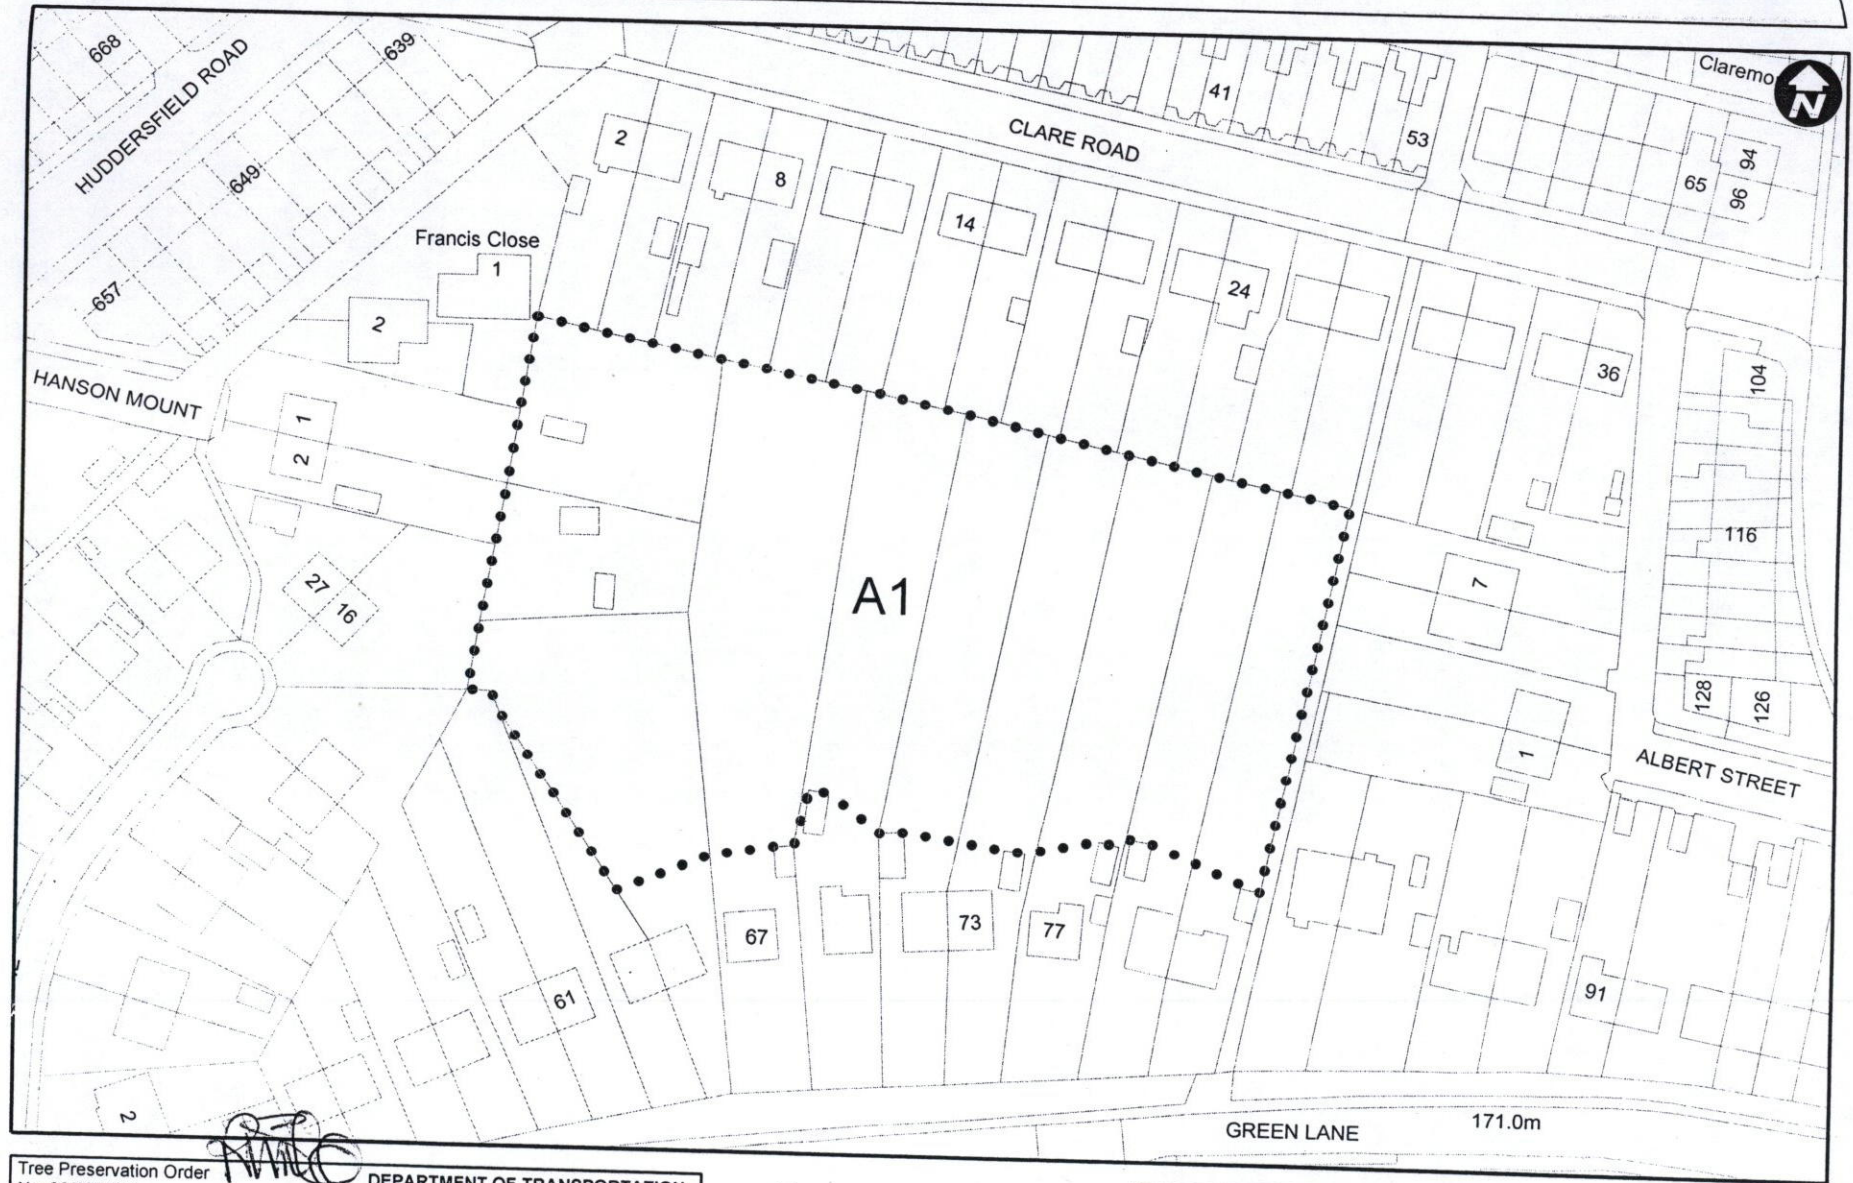 668
639
HUDDERSFIELD ROAD
649
657
Francis Close
1
2
HANSON MOUNT
1
2
27
16
2
8
14
24
36
CLARE ROAD
41
53
65
94
96
N
104
116
128
126
7
1
ALBERT STREET
A1
61
67
73
77
91
2
GREEN LANE
171.0m
Tree Preservation Order
DEPARTMENT OF TRANSPORTATION